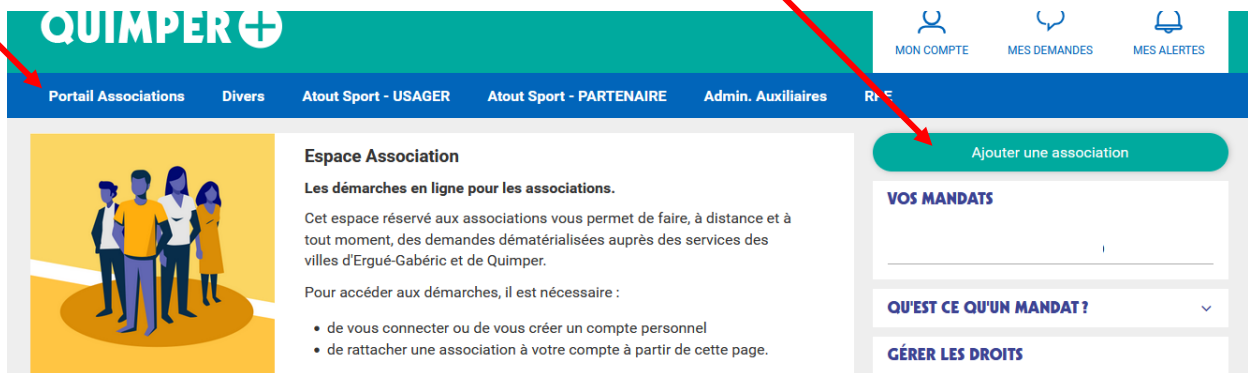 QUIMPER+
MON COMPTE
MES DEMANDES
MES ALERTES
Portail Associations
Divers
Atout Sport - USAGER
Atout Sport - PARTENAIRE
Admin. Auxiliaires
Espace Association
Les démarches en ligne pour les associations.
Cet espace réservé aux associations vous permet de faire, à distance et à
tout moment, des demandes dématérialisées auprès des services des
villes d'Ergué-Gabéric et de Quimper.
Pour accéder aux démarches, il est nécessaire :
• de vous connecter ou de vous créer un compte personnel
• de rattacher une association à votre compte à partir de cette page.
Ajouter une association
VOS MANDATS
QU'EST CE QU'UN MANDAT ?
GÉRER LES DROITS